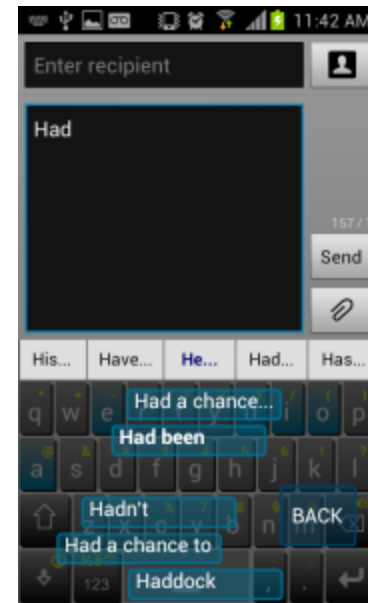 11:42 AM
Enter recipient
Had
157/1
Send
His... Have... He... Had... Has...
Had a chance...
q w e i o p
Had been
a s d f g h j k l
Hadn't
z x c v b n m
BACK
Had a chance to
123
Haddock
, .